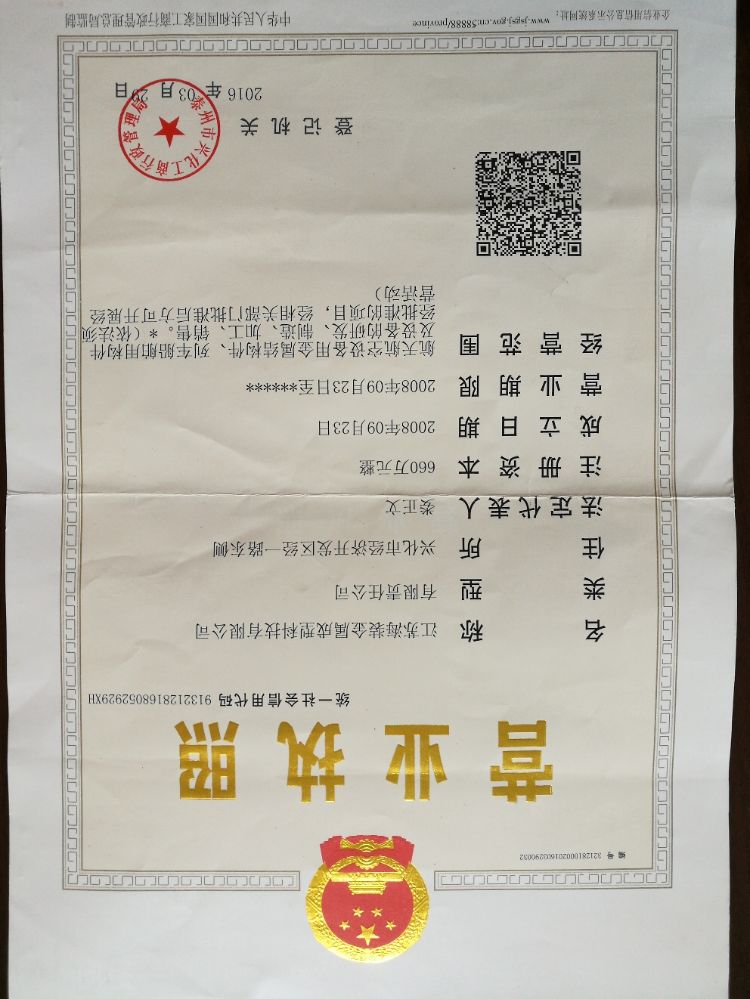 编 号 321281000201603290032
营业执照
统一社会信用代码 91321281680529929XH
名称 江苏海装金属成型科技有限公司
类型 有限责任公司
住所 兴化市经济开发区经一路东侧
法定代表人 娄正文
注册资本 660万元整
成立日期 2008年09月23日
营业期限 2008年09月23日至*******
经营范围 航天航空设备用金属结构件、列车船舶用构件
及设备的研发、制造、加工、销售。*（依法须
经批准的项目，经相关部门批准后方可开展经
营活动）
登记机关
泰州市兴化工商行政管理局
2016 年 03 月 29 日
企业信用信息公示系统网址： www.jsgsj.gov.cn:58888/province
中华人民共和国国家工商行政管理总局监制